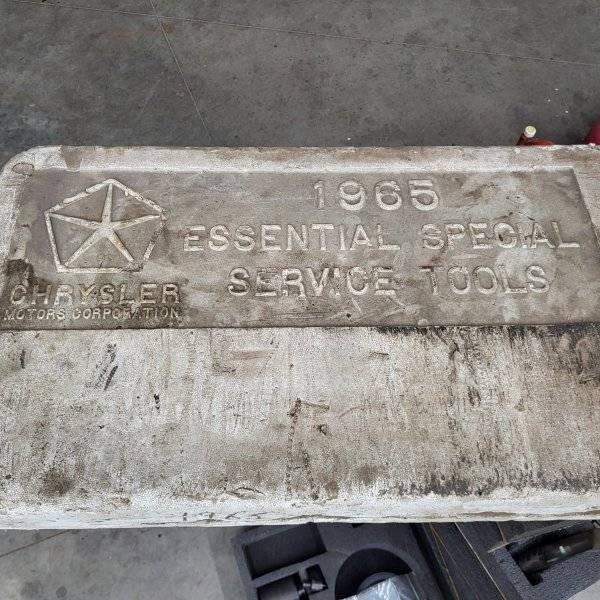 1965
ESSENTIAL SPECIAL
SERVICE TOOLS
CHRYSLER
MOTORS CORPORATION